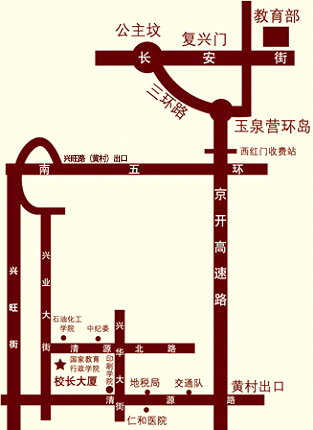 教育部
公主坟
复兴门
长安街
三环路
玉泉营环岛
西红门收费站
兴旺路（黄村）出口
南五环
京开高速路
兴旺街
兴业大街
石油化工
学院
中纪委
兴华大街
清源北路
国家教育
行政学院
印刷学院
校长大厦
地税局
交通队
黄村出口
清源路
仁和医院